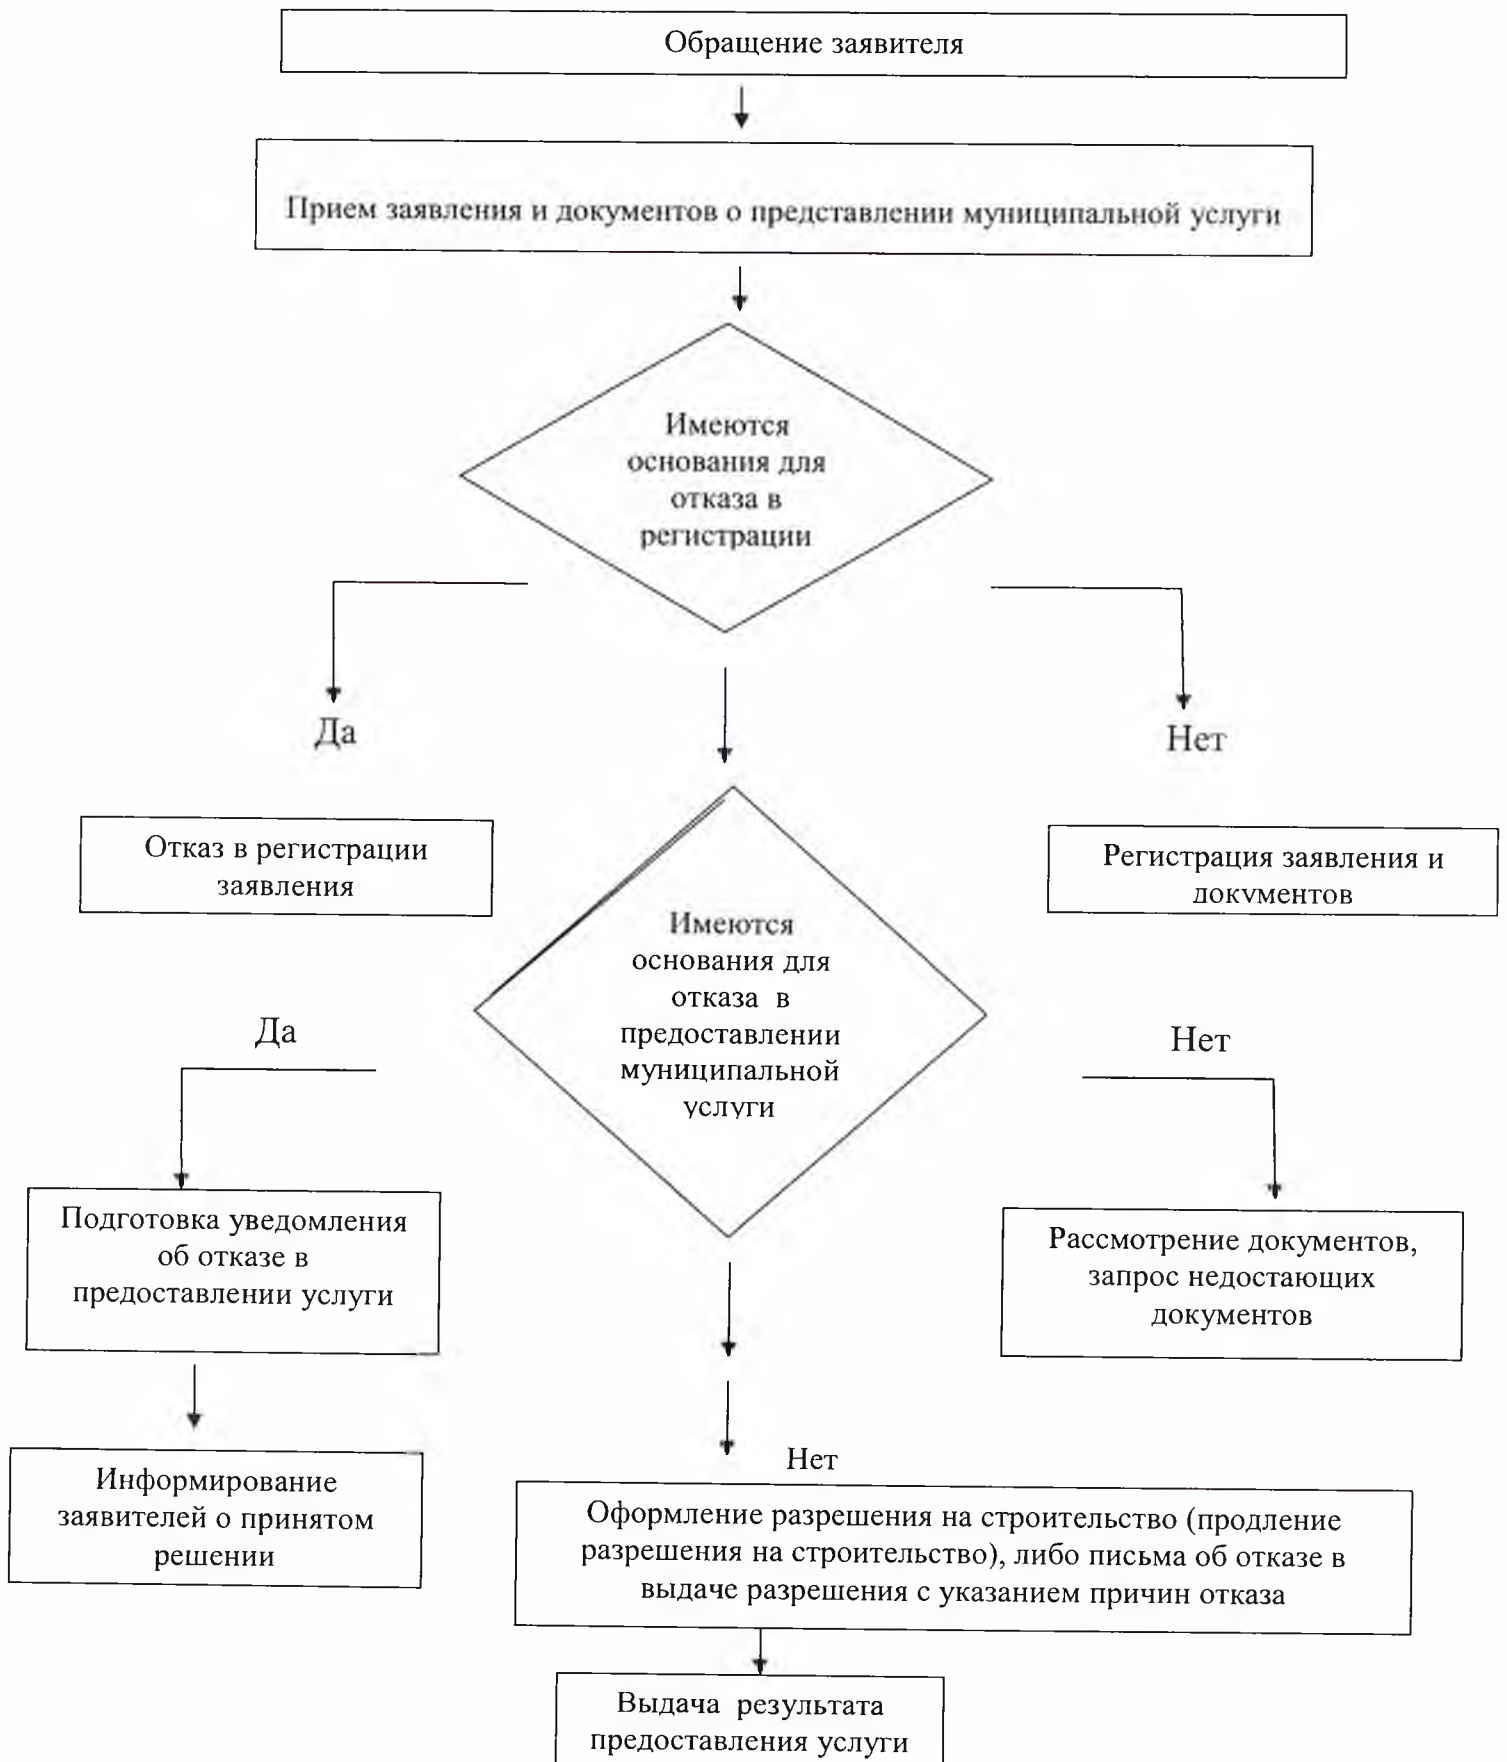 Обращение заявителя
Прием заявления и документов о представлении муниципальной услуги
Имеются
основания для
отказа в
регистрации
Да
Нет
Отказ в регистрации
заявления
Регистрация заявления и
документов
Имеются
основания для
отказа в
предоставлении
муниципальной
услуги
Да
Нет
Подготовка уведомления
об отказе в
предоставлении услуги
Рассмотрение документов,
запрос недостающих
документов
Информирование
заявителей о принятом
решении
Нет
Оформление разрешения на строительство (продление
разрешения на строительство), либо письма об отказе в
выдаче разрешения с указанием причин отказа
Выдача результата
предоставления услуги